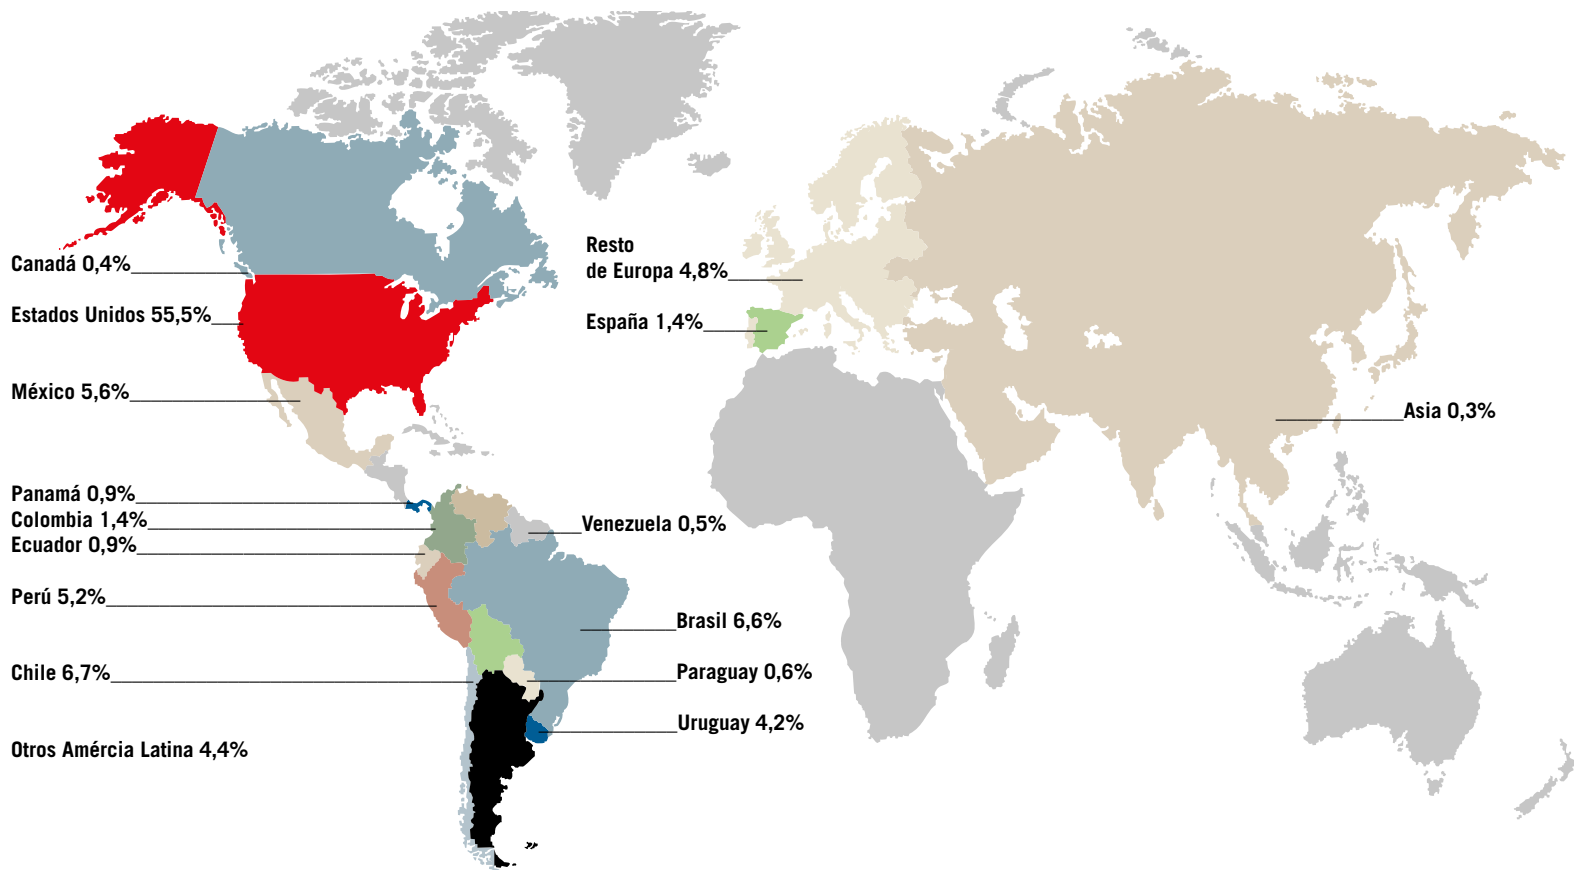 Canadá 0,4%
Estados Unidos 55,5%
México 5,6%
Panamá 0,9%
Colombia 1,4%
Ecuador 0,9%
Perú 5,2%
Chile 6,7%
Otros Amércia Latina 4,4%
Resto
de Europa 4,8%
España 1,4%
Venezuela 0,5%
Brasil 6,6%
Paraguay 0,6%
Uruguay 4,2%
Asia 0,3%